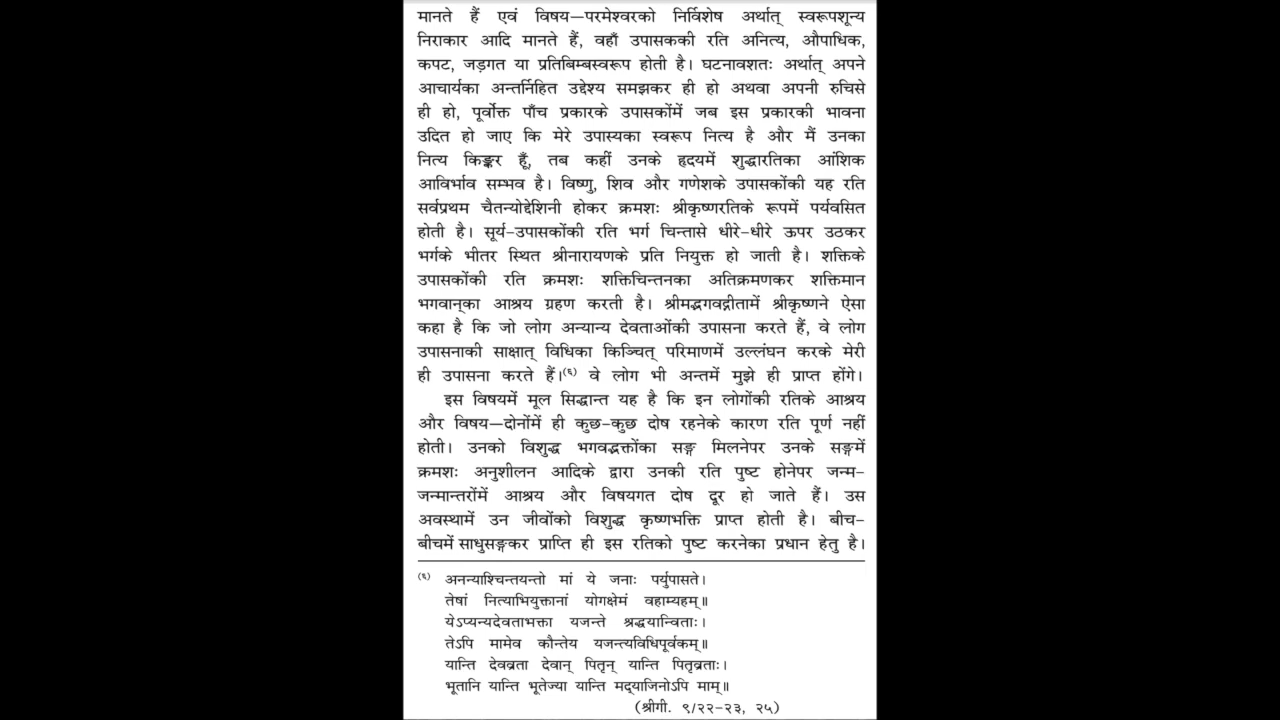 मानते हैं एवं विषय—परमेश्वरको निर्विशेष अर्थात् स्वरूपशून्य
निराकार आदि मानते हैं, वहाँ उपासककी रति अनित्य, औपाधिक,
कपट, जड़गत या प्रतिबिम्बस्वरूप होती है। घटनावशतः अर्थात् अपने
आचार्यका अन्तर्निहित उद्देश्य समझकर ही हो अथवा अपनी रुचिसे
ही हो, पूर्वोक्त पाँच प्रकारके उपासकोंमें जब इस प्रकारकी भावना
उदित हो जाए कि मेरे उपास्यका स्वरूप नित्य है और मैं उनका
नित्य किङ्कर हूँ, तब कहीं उनके हृदयमें शुद्धारतिका आंशिक
आविर्भाव सम्भव है। विष्णु, शिव और गणेशके उपासकोंकी यह रति
सर्वप्रथम चैतन्योद्देशिनी होकर क्रमशः श्रीकृष्णरतिके रूपमें पर्यवसित
होती है। सूर्य-उपासकोंकी रति भर्ग चिन्तासे धीरे-धीरे ऊपर उठकर
भर्गके भीतर स्थित श्रीनारायणके प्रति नियुक्त हो जाती है। शक्तिके
उपासकोंकी रति क्रमशः शक्तिचिन्तनका अतिक्रमणकर शक्तिमान
भगवान्‌का आश्रय ग्रहण करती है। श्रीमद्भगवद्गीतामें श्रीकृष्णने ऐसा
कहा है कि जो लोग अन्यान्य देवताओंकी उपासना करते हैं, वे लोग
उपासनाकी साक्षात् विधिका किञ्चित् परिमाणमें उल्लंघन करके मेरी
ही उपासना करते हैं।(६) वे लोग भी अन्तमें मुझे ही प्राप्त होंगे।
इस विषयमें मूल सिद्धान्त यह है कि इन लोगोंकी रतिके आश्रय
और विषय—दोनोंमें ही कुछ-कुछ दोष रहनेके कारण रति पूर्ण नहीं
होती। उनको विशुद्ध भगवद्भक्तोंका सङ्ग मिलनेपर उनके सङ्गमें
क्रमशः अनुशीलन आदिके द्वारा उनकी रति पुष्ट होनेपर जन्म-
जन्मान्तरोंमें आश्रय और विषयगत दोष दूर हो जाते हैं। उस
अवस्थामें उन जीवोंको विशुद्ध कृष्णभक्ति प्राप्त होती है। बीच-
बीचमें साधुसङ्गकर प्राप्ति ही इस रतिको पुष्ट करनेका प्रधान हेतु है।
(६) अनन्याश्चिन्तयन्तो मां ये जनाः पर्युपासते।
तेषां नित्याभियुक्तानां योगक्षेमं वहाम्यहम्॥
येऽप्यन्यदेवताभक्ता यजन्ते श्रद्धयान्विताः।
तेऽपि मामेव कौन्तेय यजन्त्यविधिपूर्वकम्॥
यान्ति देवव्रता देवान् पितॄन् यान्ति पितृव्रताः।
भूतानि यान्ति भूतेज्या यान्ति मद्याजिनोऽपि माम्॥
(श्रीगी. ९/२२-२३, २५)